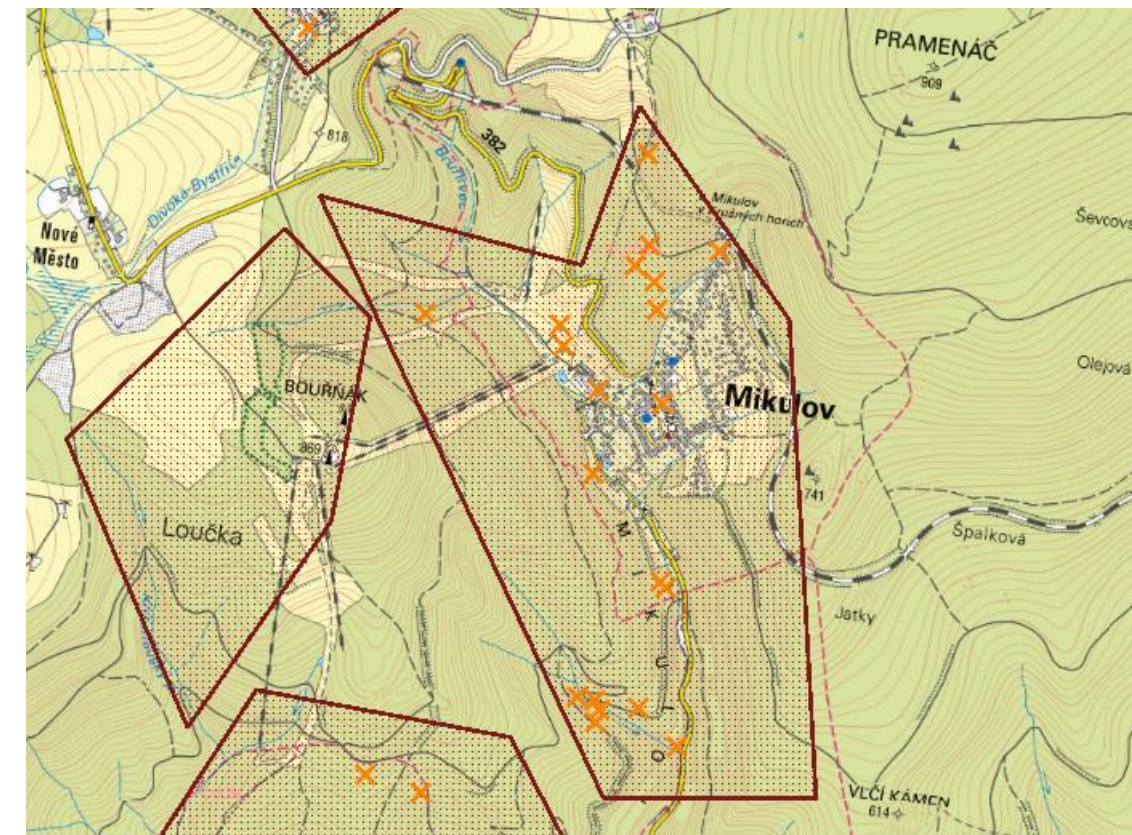 PRAMENÁČ
909
818
382
Divoká Bystřice
Mikulov
v Krušných horách
Ševcovs
Nové
Město
BOUŘŇÁK
869
Olejová
Mikulov
741
Loučka
Špalková
Jatky
M
I
K
U
L
O
VLČÍ KÁMEN
614